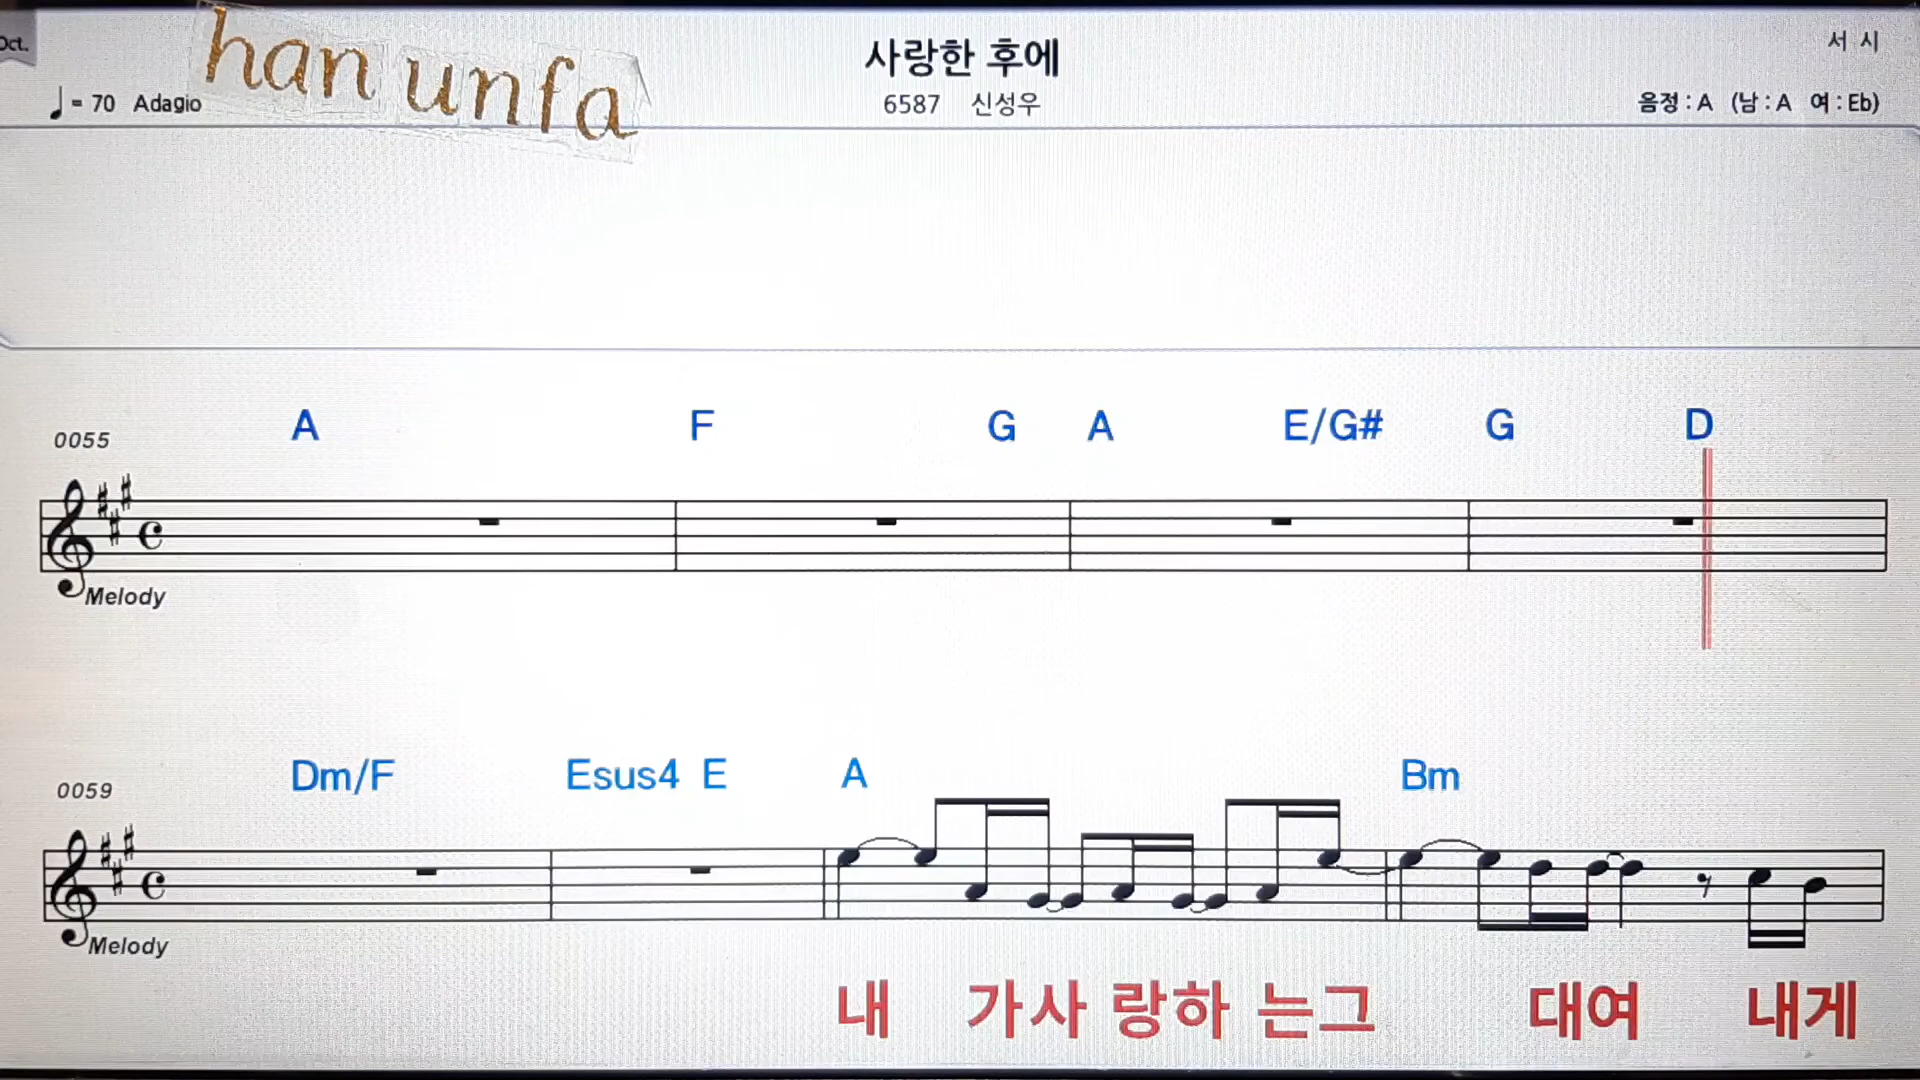 Oct.
han unfa
사랑한 후에
서 시
♩= 70 Adagio
6587 신성우
음정 : A (남 : A 여 : Eb)
0055
A F G A E/G# G D
Melody
0059
Dm/F Esus4 E A Bm
Melody
내 가사 랑하 는그 대여 내게